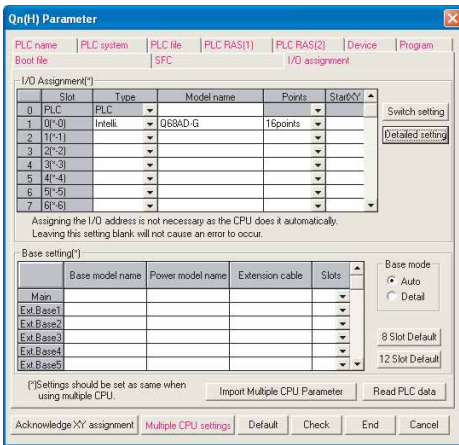 Qn(H) Parameter
PLC name PLC system PLC file PLC RAS(1) PLC RAS(2) Device Program
Boot file SFC I/O assignment
I/O Assignment(*)
Slot Type Model name Points StartXY
0 PLC PLC
1 0(*-0) Intelli. Q68AD-G 16points
2 1(*-1)
3 2(*-2)
4 3(*-3)
5 4(*-4)
6 5(*-5)
7 6(*-6)
Switch setting
Detailed setting
Assigning the I/O address is not necessary as the CPU does it automatically.
Leaving this setting blank will not cause an error to occur.
Base setting(*)
Base model name Power model name Extension cable Slots
Main
Ext.Base1
Ext.Base2
Ext.Base3
Ext.Base4
Ext.Base5
Base mode
Auto
Detail
8 Slot Default
12 Slot Default
(*)Settings should be set as same when
using multiple CPU.
Import Multiple CPU Parameter Read PLC data
Acknowledge XY assignment Multiple CPU settings Default Check End Cancel